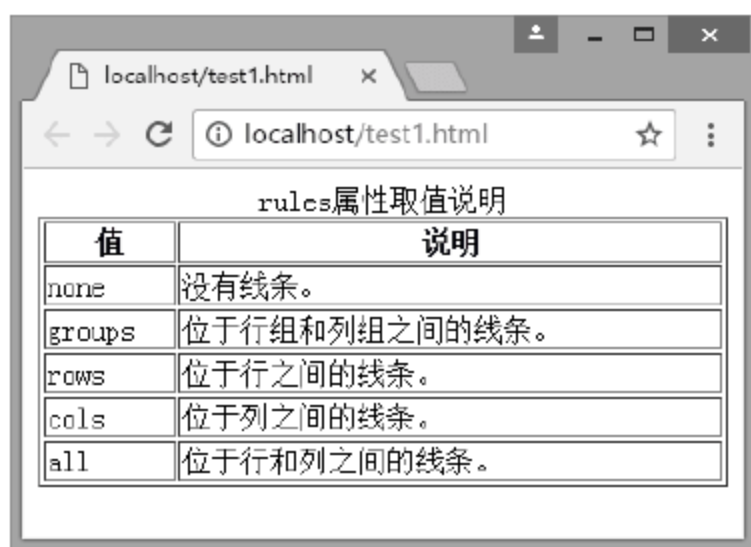 localhost/test1.html
localhost/test1.html
rules属性取值说明
值 说明
none 没有线条。
groups 位于行组和列组之间的线条。
rows 位于行之间的线条。
cols 位于列之间的线条。
all 位于行和列之间的线条。